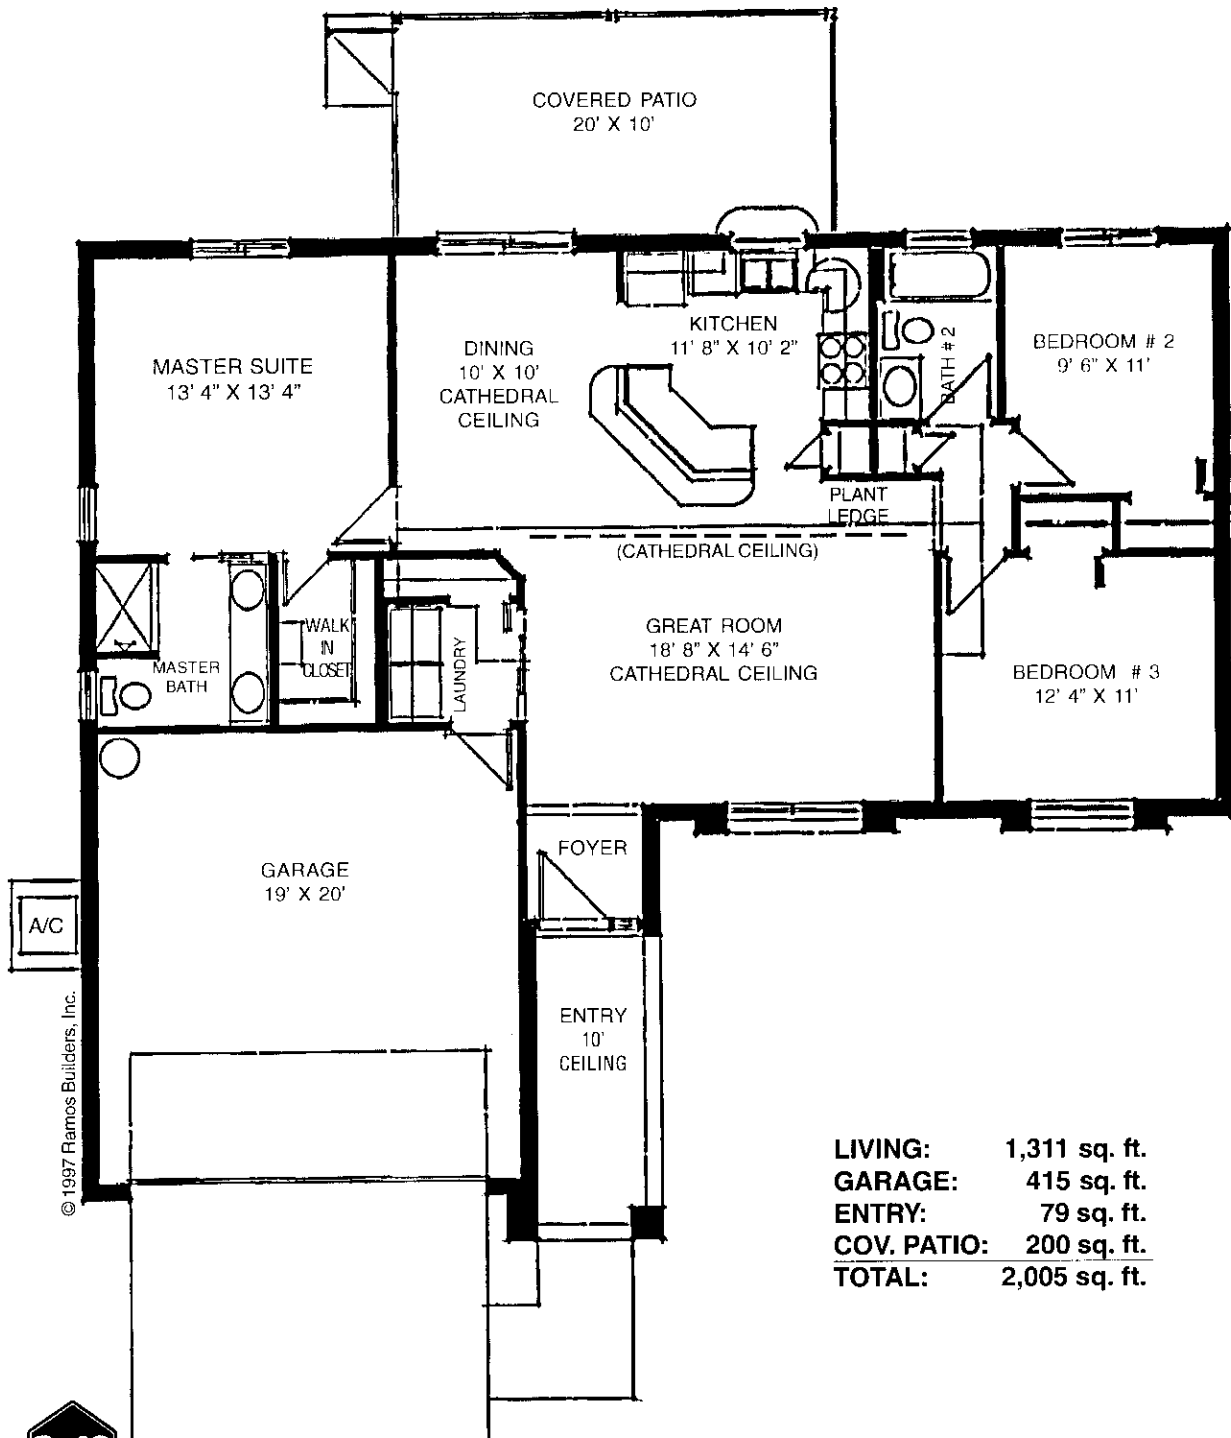 COVERED PATIO
20' X 10'
MASTER SUITE
13' 4" X 13' 4"
DINING
10' X 10'
CATHEDRAL
CEILING
KITCHEN
11' 8" X 10' 2"
BATH #2
BEDROOM # 2
9' 6" X 11'
PLANT
LEDGE
(CATHEDRAL CEILING)
GREAT ROOM
18' 8" X 14' 6"
CATHEDRAL CEILING
WALK
IN
CLOSET
MASTER
BATH
LAUNDRY
BEDROOM # 3
12' 4" X 11'
FOYER
GARAGE
19' X 20'
A/C
ENTRY
10'
CEILING
© 1997 Ramos Builders, Inc.
LIVING: 1,311 sq. ft.
GARAGE: 415 sq. ft.
ENTRY: 79 sq. ft.
COV. PATIO: 200 sq. ft.
TOTAL: 2,005 sq. ft.